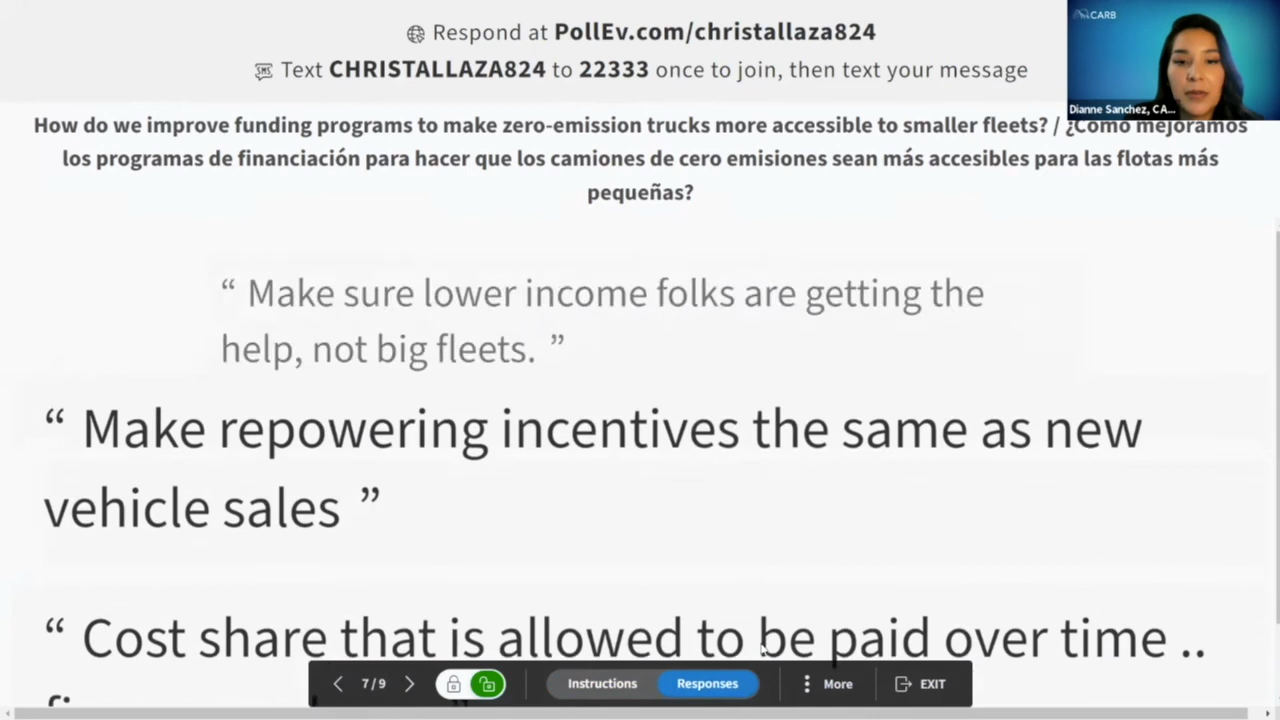 Respond at PollEv.com/christallaza824
Text CHRISTALLAZA824 to 22333 once to join, then text your message
CARB
Dianne Sanchez, CA...
How do we improve funding programs to make zero-emission trucks more accessible to smaller fleets? / ¿Cómo mejoramos
los programas de financiación para hacer que los camiones de cero emisiones sean más accesibles para las flotas más
pequeñas?
“ Make sure lower income folks are getting the
help, not big fleets. ”
“ Make repowering incentives the same as new
vehicle sales ”
“ Cost share that is allowed to be paid over time ..
7 / 9 Instructions Responses More EXIT